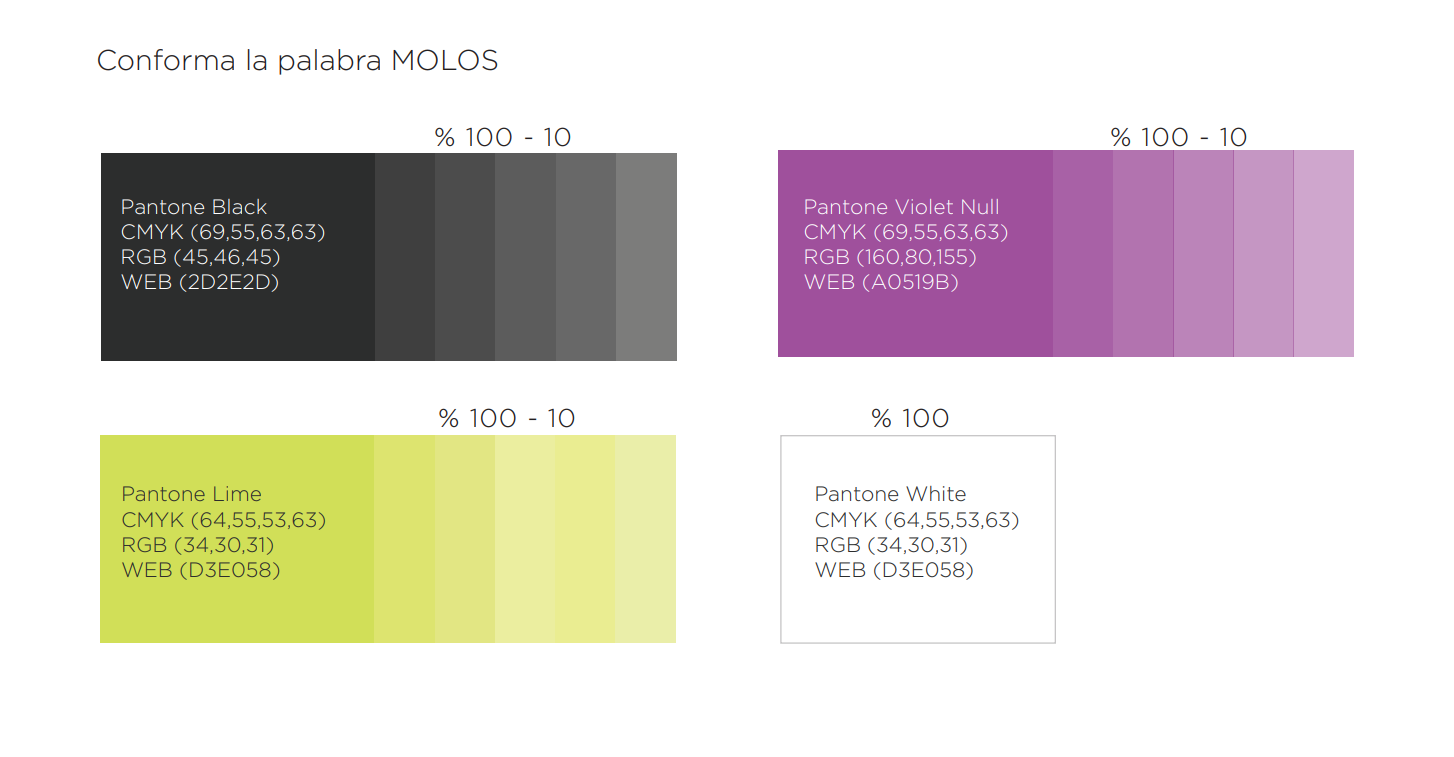 Conforma la palabra MOLOS
% 100 - 10
Pantone Black
CMYK (69,55,63,63)
RGB (45,46,45)
WEB (2D2E2D)
% 100 - 10
Pantone Violet Null
CMYK (69,55,63,63)
RGB (160,80,155)
WEB (A0519B)
% 100 - 10
Pantone Lime
CMYK (64,55,53,63)
RGB (34,30,31)
WEB (D3E058)
% 100
Pantone White
CMYK (64,55,53,63)
RGB (34,30,31)
WEB (D3E058)